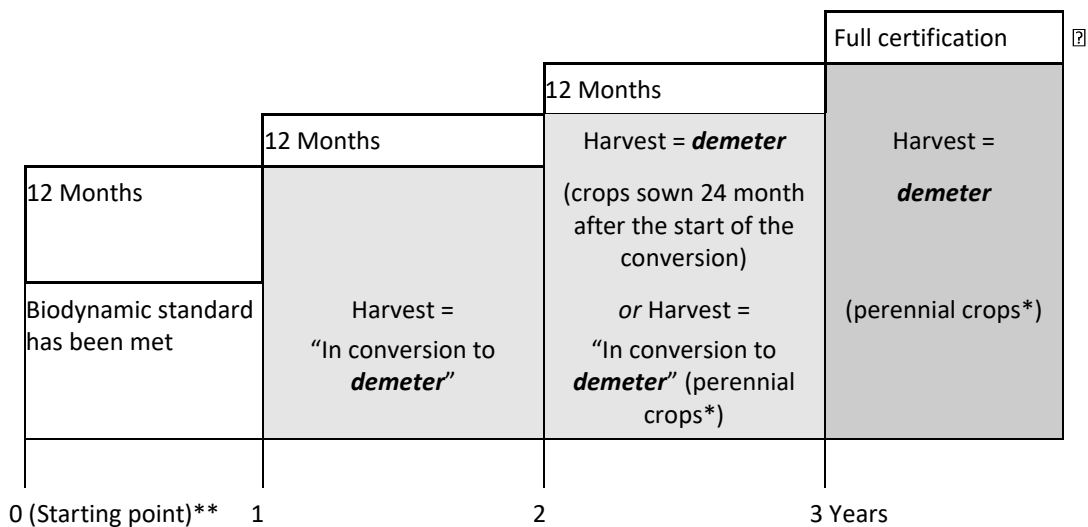 Full certification
12 Months
12 Months
Harvest = demeter
Harvest =
12 Months
(crops sown 24 month
demeter
after the start of the
conversion)
Biodynamic standard
Harvest =
or Harvest =
(perennial crops*)
has been met
“In conversion to
“In conversion to
demeter”
demeter” (perennial
crops*)
0 (Starting point)** 1 2 3 Years